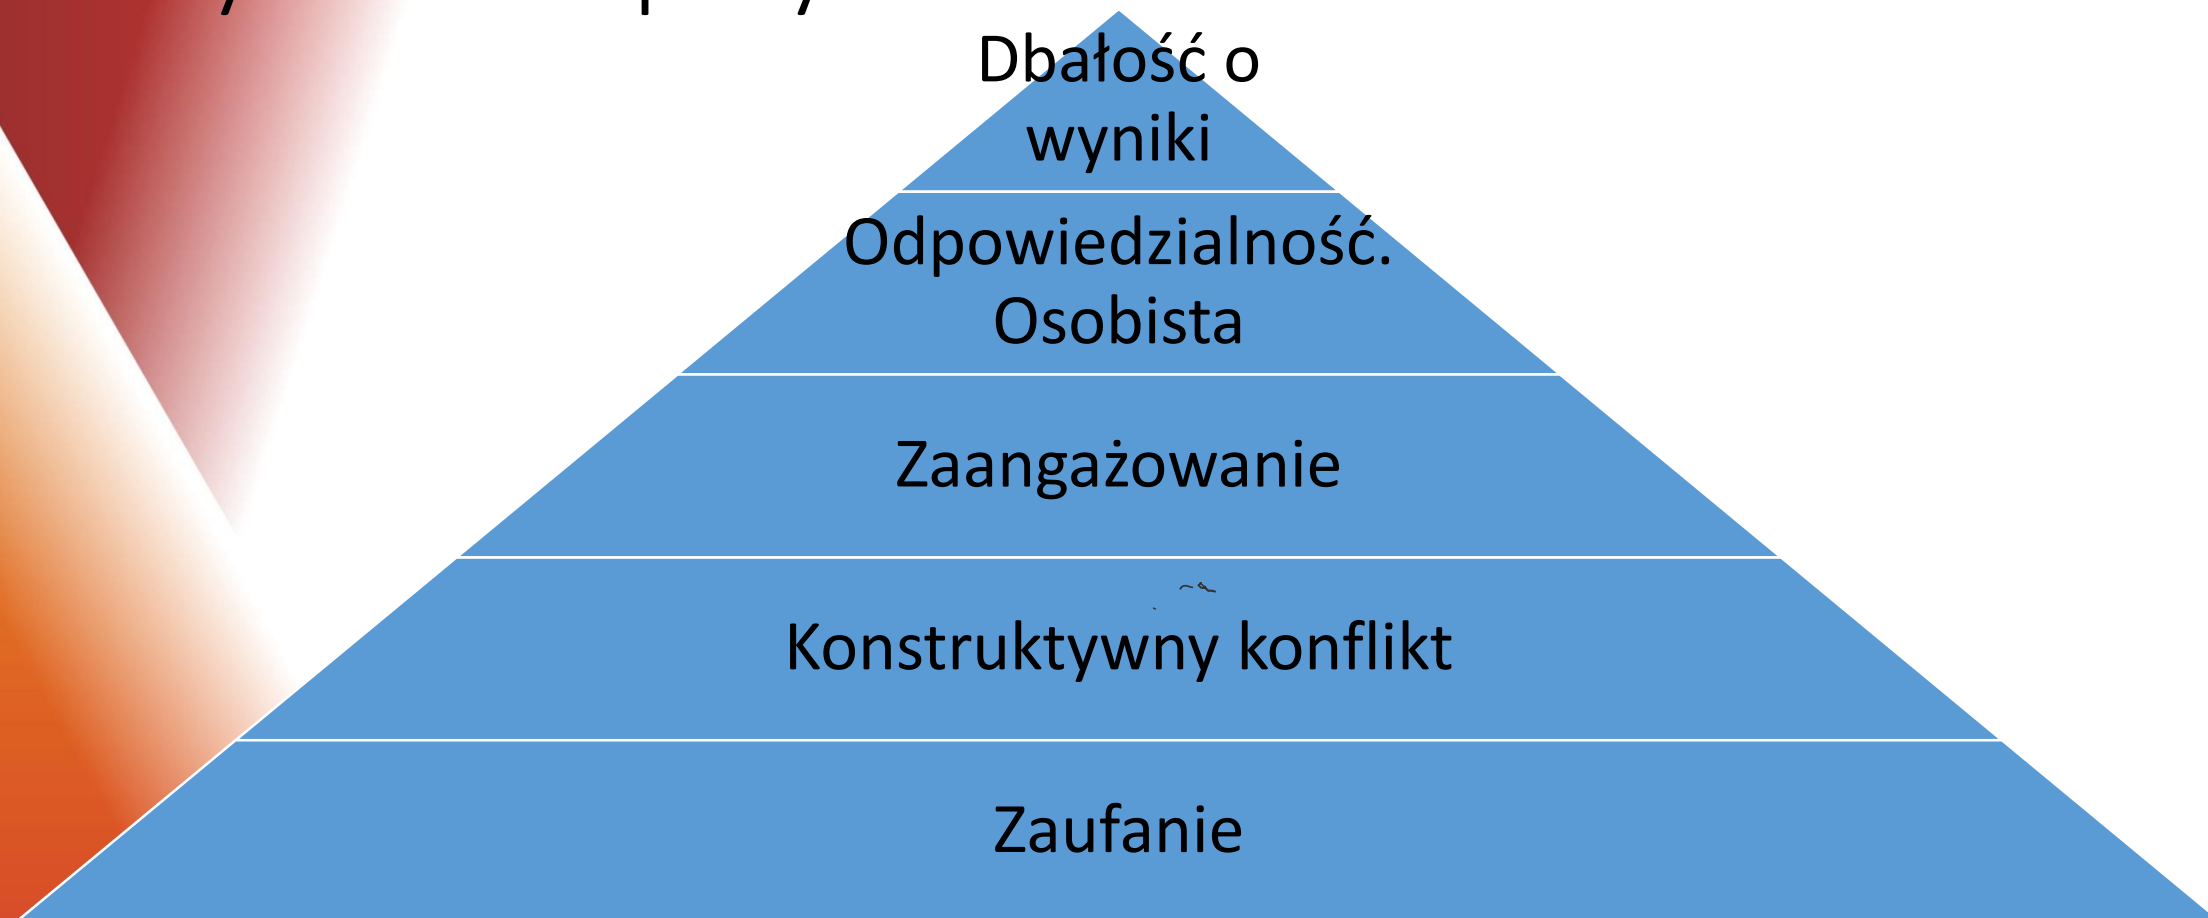 Dbałość o
wyniki
Odpowiedzialność.
Osobista
Zaangażowanie
Konstruktywny konflikt
Zaufanie